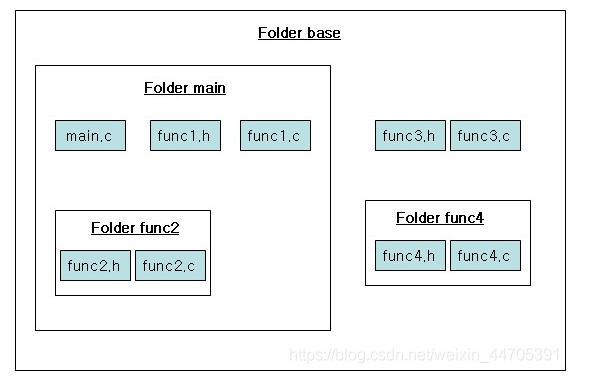 Folder base
Folder main
main.c
func1.h
func1.c
func3.h
func3.c
Folder func2
func2.h
func2.c
Folder func4
func4.h
func4.c
https://blog.csdn.net/weixin_44705391